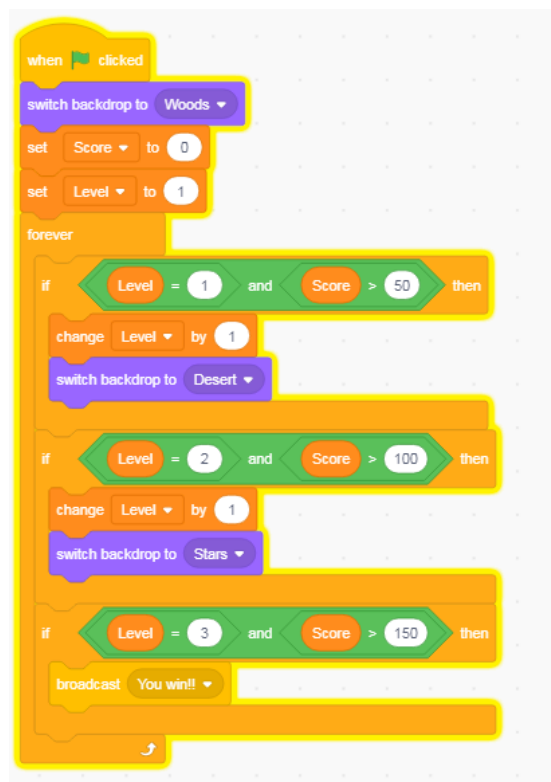 when clicked
switch backdrop to Woods
set Score to 0
set Level to 1
forever
if Level = 1 and Score > 50 then
change Level by 1
switch backdrop to Desert
if Level = 2 and Score > 100 then
change Level by 1
switch backdrop to Stars
if Level = 3 and Score > 150 then
broadcast You win!!